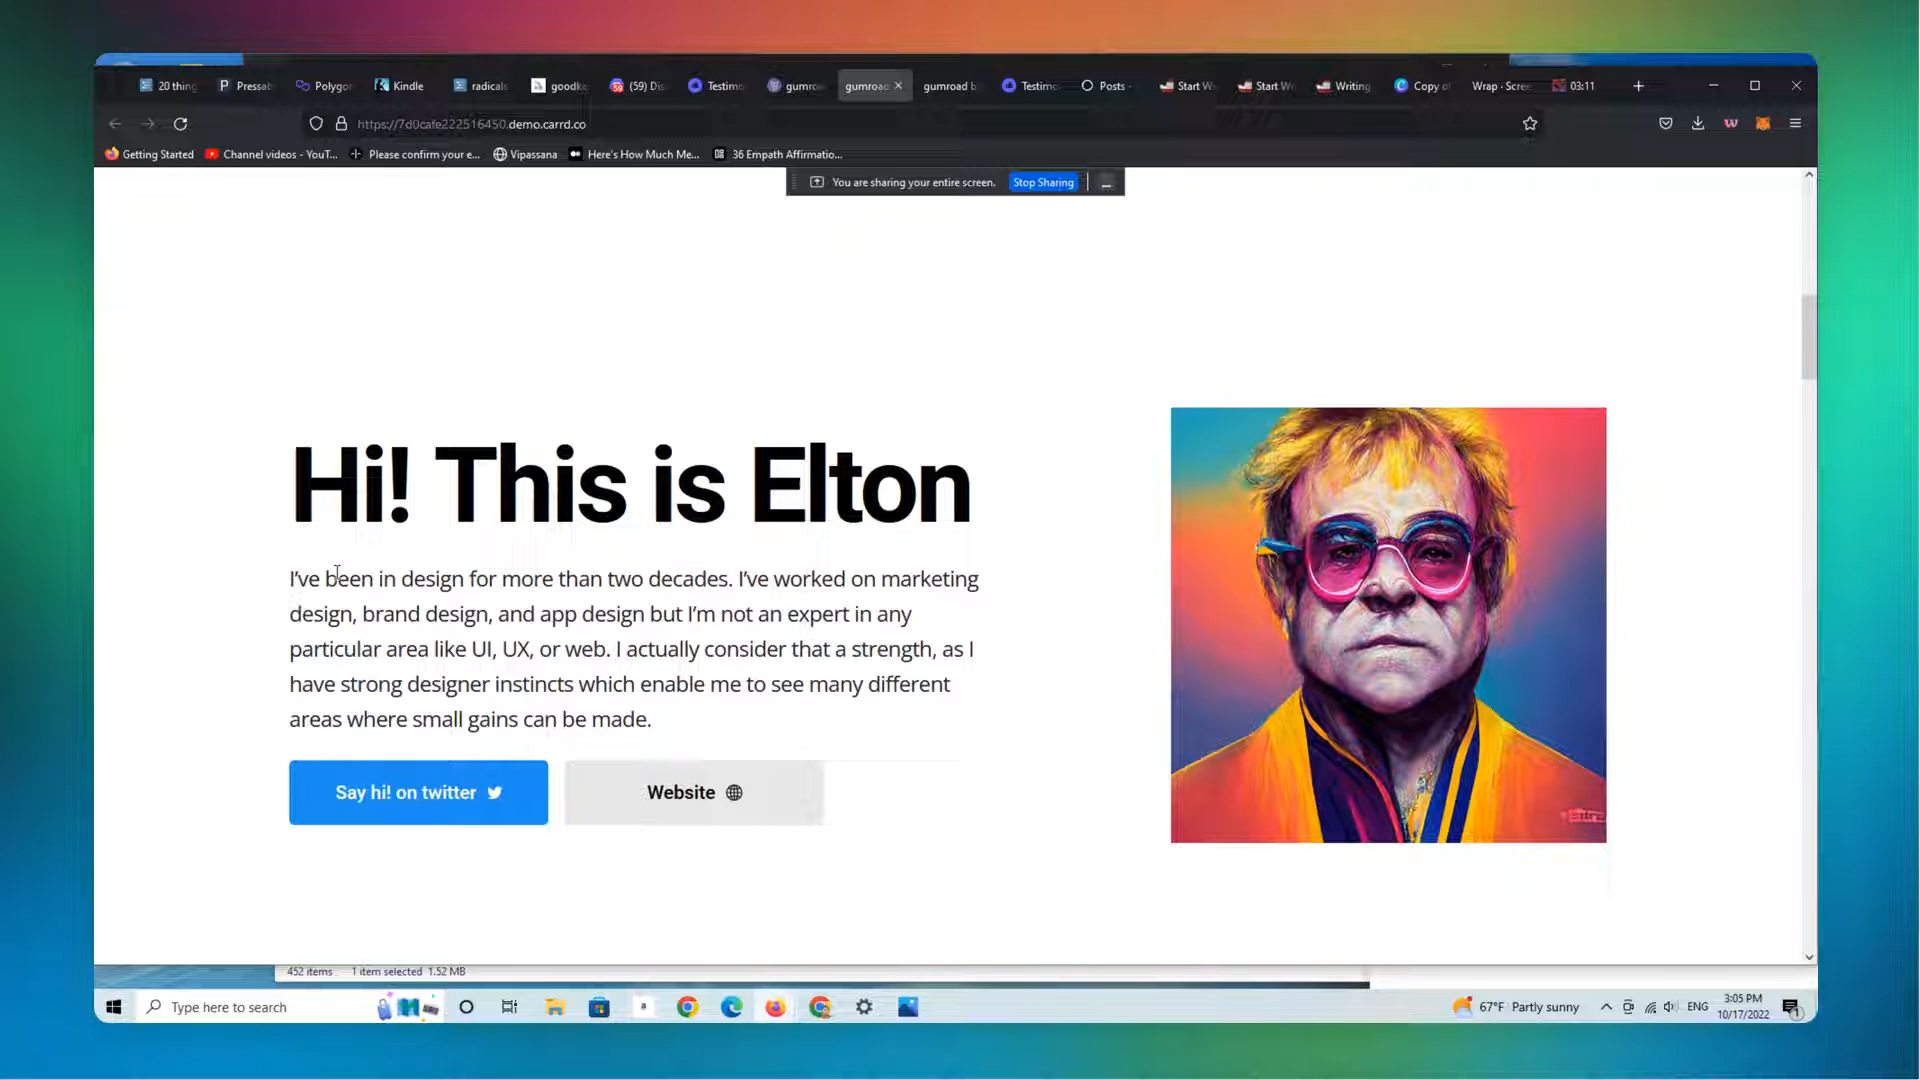 20 thing
Pressab
Polygor
Kindle
radicals
goodk
(59) Di
Testimo
gumro
gumroad
gumroad b
Testim
Posts -
Start W
Start W
Writing
Copy o
Wrap - Scree
03:11
https://7d0cafe222516450.demo.carrd.co
Getting Started
Channel videos - YouT...
Please confirm your e...
Vipassana
Here's How Much Me...
36 Empath Affirmatio...
You are sharing your entire screen.
Stop Sharing
Hi! This is Elton
I've been in design for more than two decades. I've worked on marketing
design, brand design, and app design but I'm not an expert in any
particular area like UI, UX, or web. I actually consider that a strength, as I
have strong designer instincts which enable me to see many different
areas where small gains can be made.
Say hi! on twitter
Website
452 items 1 item selected 1.52 MB
Type here to search
67°F Partly sunny
ENG
3:05 PM
10/17/2022